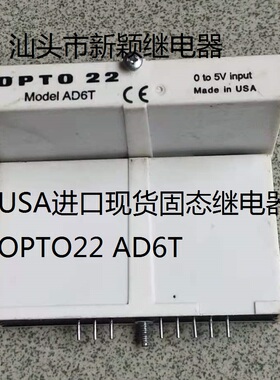 汕头市新颖继电器
OPTO 22
Model AD6T
CE
0 to 5V input
Made in USA
USA进口现货固态继电器
OPTO22 AD6T